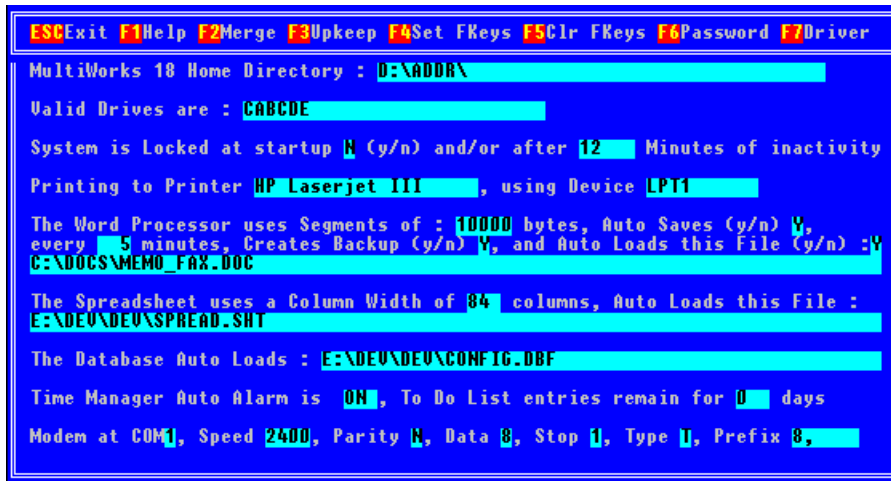 ESCExit F1Help F2Merge F3Upkeep F4Set FKeys F5Clr FKeys F6Password F7Driver
MultiWorks 18 Home Directory : D:\ADDR\
Valid Drives are : CABCDE
System is Locked at startup N (y/n) and/or after 12 Minutes of inactivity
Printing to Printer HP Laserjet III , using Device LPT1
The Word Processor uses Segments of : 10000 bytes, Auto Saves (y/n) Y,
every 5 minutes, Creates Backup (y/n) Y, and Auto Loads this File (y/n) :Y
C:\DOCS\MEMO_FAX.DOC
The Spreadsheet uses a Column Width of 84 columns, Auto Loads this File :
E:\DEV\DEV\SPREAD.SHT
The Database Auto Loads : E:\DEV\DEV\CONFIG.DBF
Time Manager Auto Alarm is ON , To Do List entries remain for 0 days
Modem at COM1, Speed 2400, Parity N, Data 8, Stop 1, Type T, Prefix 8,